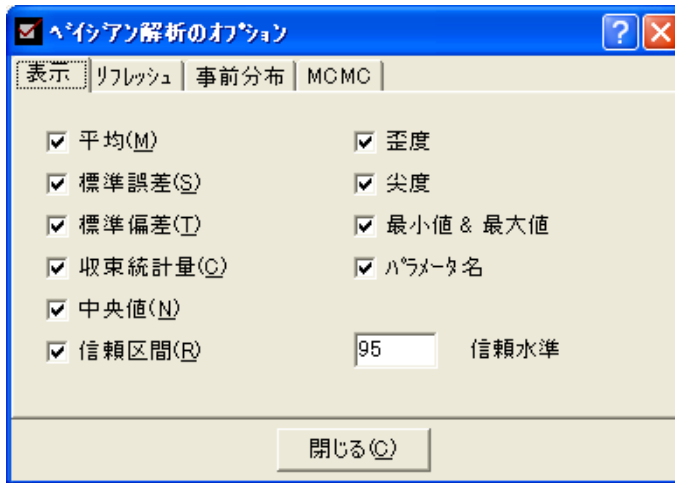 ベイジアン解析のオプション
表示 リフレッシュ 事前分布 MCMC
平均(M) 歪度
標準誤差(S) 尖度
標準偏差(T) 最小値 & 最大値
収束統計量(C) パラメータ名
中央値(N)
信頼区間(R) 95 信頼水準
閉じる(C)